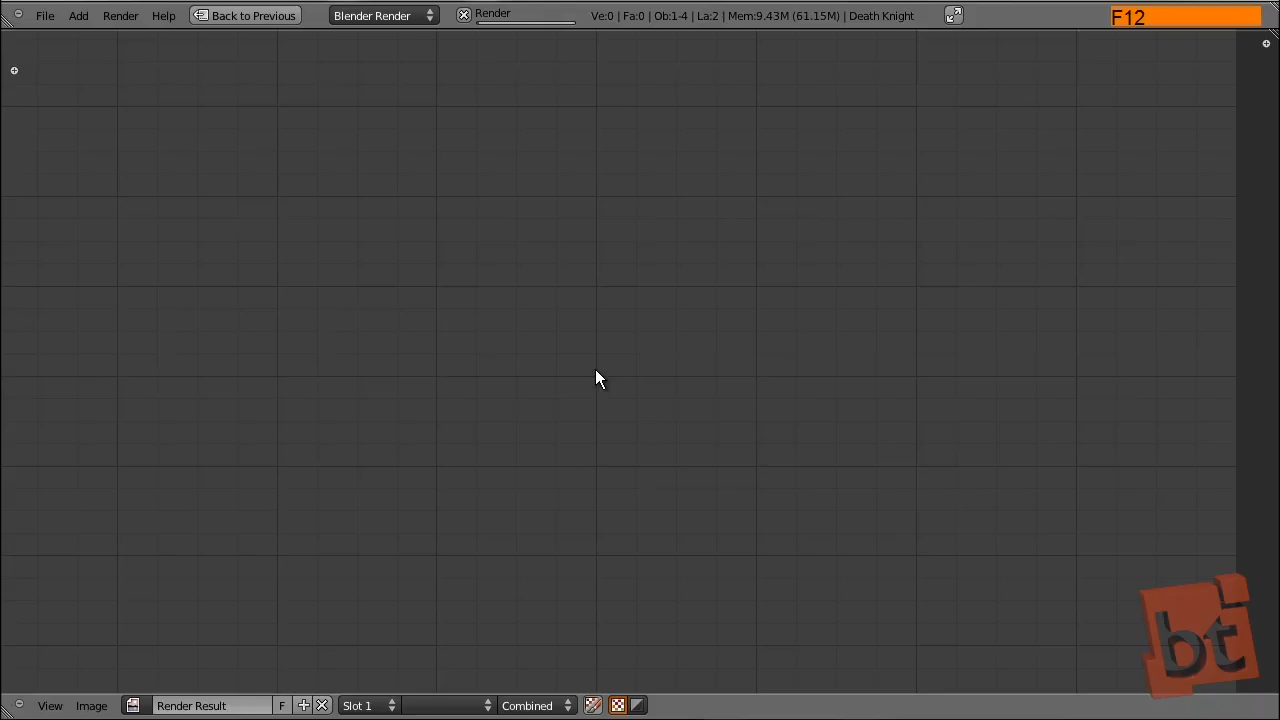 File Add Render Help Back to Previous Blender Render Render Ve:0 | Fa:0 | Ob:1-4 | La:2 | Mem:9.43M (61.15M) | Death Knight F12
bt
View Image Render Result F Slot 1 Combined